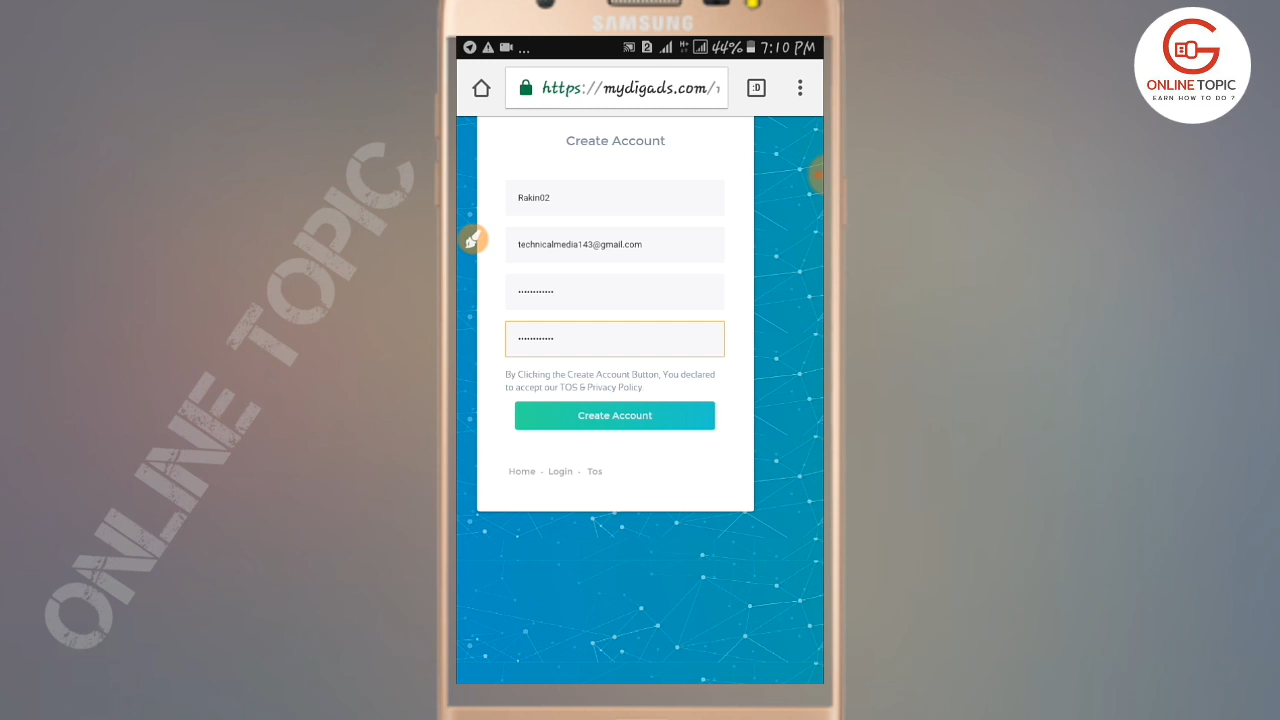 SAMSUNG
... 2 H+ 44% 7:10 PM
https://mydigads.com/
:D
G
ONLINE TOPIC
EARN HOW TO DO ?
Create Account
Rakin02
technicalmedia143@gmail.com
••••••••••••
••••••••••••
By Clicking the Create Account Button, You declared
to accept our TOS & Privacy Policy.
Create Account
Home - Login - Tos
ONLINE TOPIC